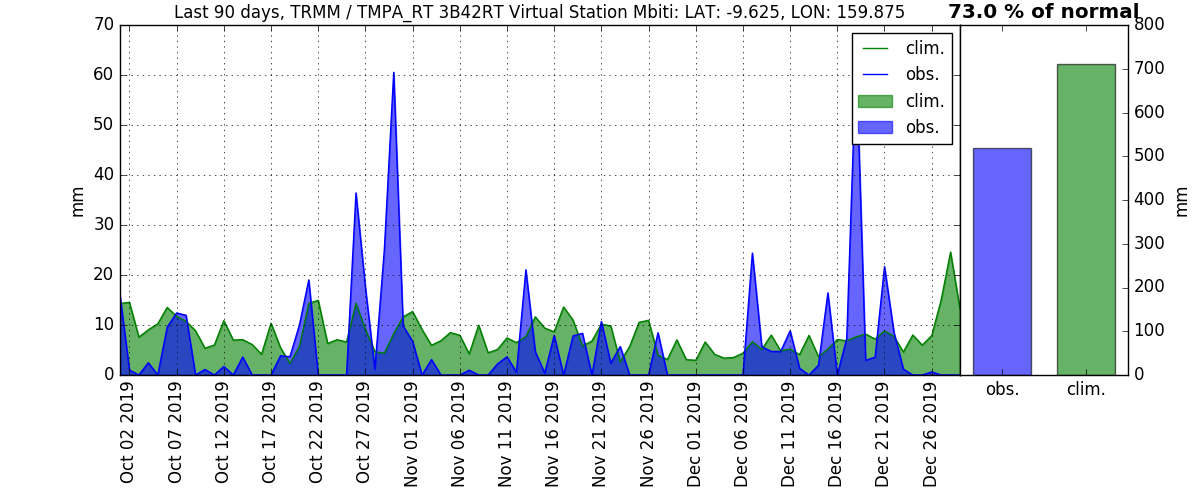 Last 90 days, TRMM / TMPA_RT 3B42RT Virtual Station Mbiti: LAT: -9.625, LON: 159.875
73.0 % of normal
70
60
50
40
30
20
10
0
mm
clim.
obs.
clim.
obs.
800
700
600
500
400
300
200
100
0
mm
obs.
clim.
Oct 02 2019
Oct 07 2019
Oct 12 2019
Oct 17 2019
Oct 22 2019
Oct 27 2019
Nov 01 2019
Nov 06 2019
Nov 11 2019
Nov 16 2019
Nov 21 2019
Nov 26 2019
Dec 01 2019
Dec 06 2019
Dec 11 2019
Dec 16 2019
Dec 21 2019
Dec 26 2019